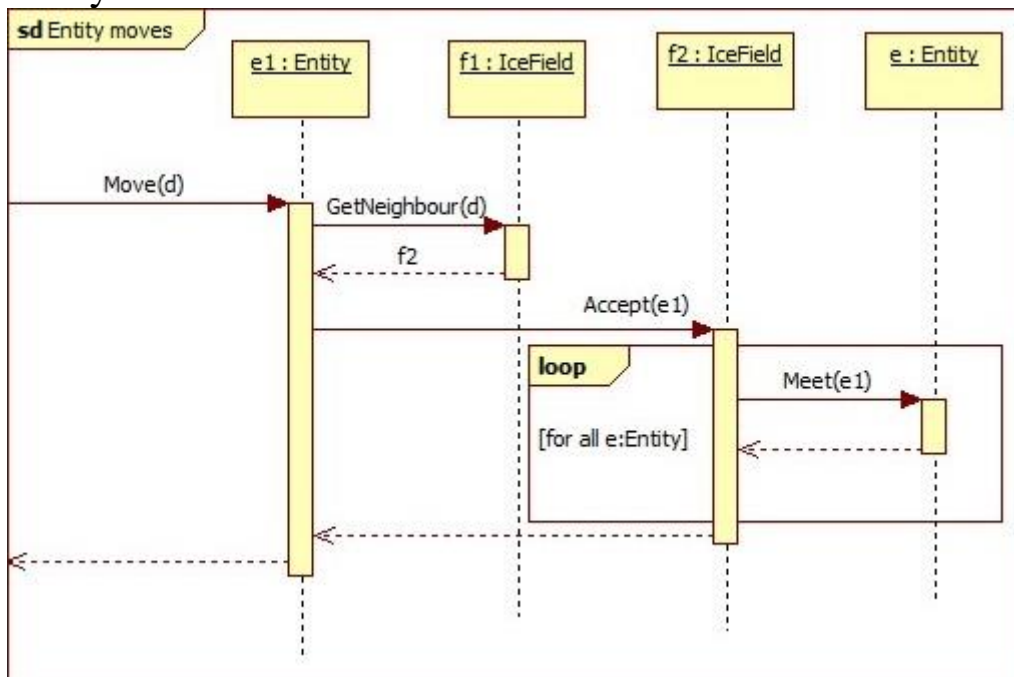 sd Entity moves
e1 : Entity
f1 : IceField
f2 : IceField
e : Entity
Move(d)
GetNeighbour(d)
f2
Accept(e1)
loop
Meet(e1)
[for all e:Entity]